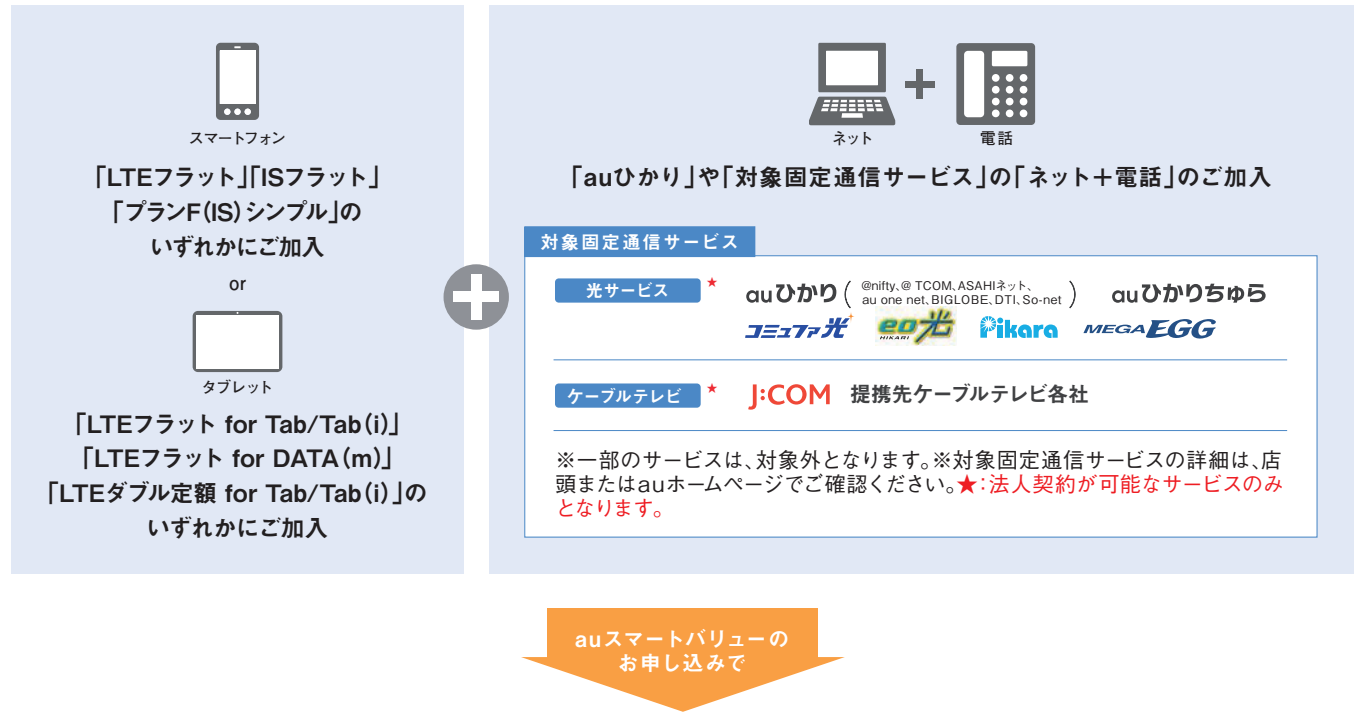 スマートフォン
「LTEフラット」「ISフラット」
「プランF(IS)シンプル」の
いずれかにご加入
or
タブレット
「LTEフラット for Tab/Tab(i)」
「LTEフラット for DATA(m)」
「LTEダブル定額 for Tab/Tab(i)」の
いずれかにご加入
ネット
電話
「auひかり」や「対象固定通信サービス」の「ネット+電話」のご加入
対象固定通信サービス
光サービス ★
auひかり ( @nifty、@ TCOM、ASAHIネット、
au one net、BIGLOBE、DTI、So-net )
auひかりちゅら
コミュファ光 eo光 HIKARI Pikara MEGA EGG
ケーブルテレビ ★ J:COM 提携先ケーブルテレビ各社
※一部のサービスは、対象外となります。※対象固定通信サービスの詳細は、店
頭またはauホームページでご確認ください。★:法人契約が可能なサービスのみ
となります。
auスマートバリューの
お申し込みで